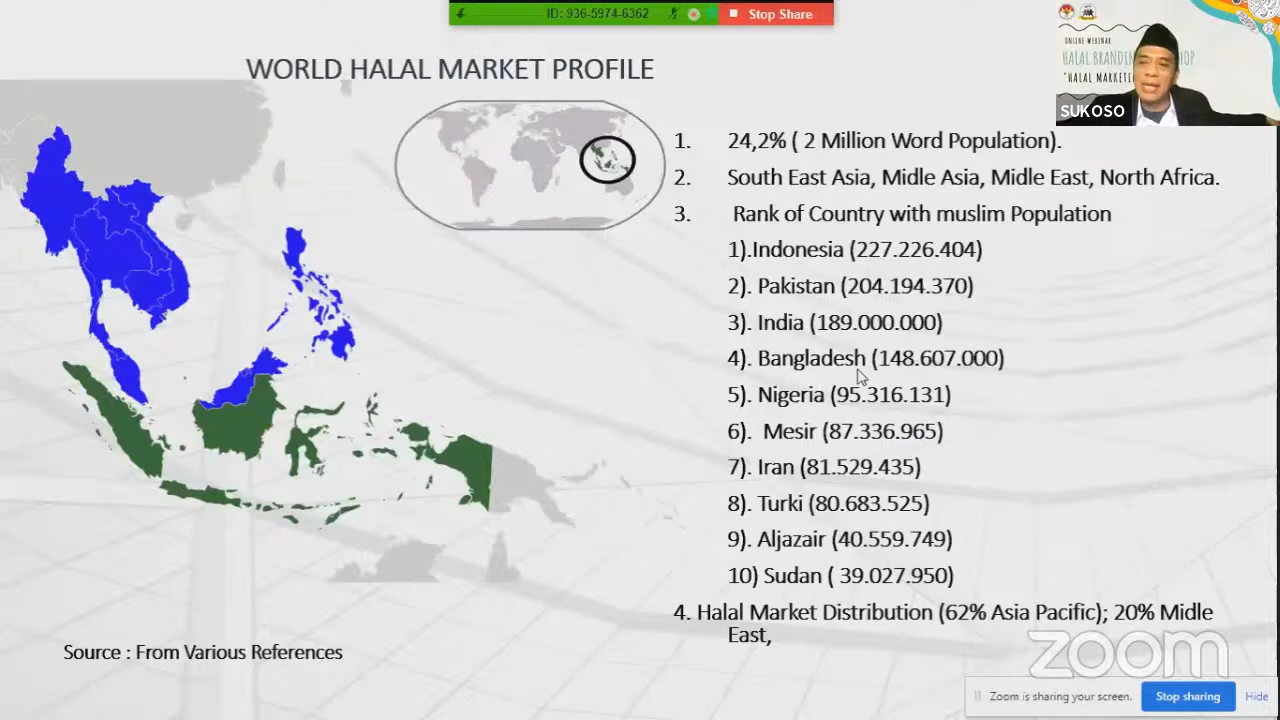 ID: 936-5974-6362
Stop Share
ONLINE WEBINAR
HALAL
"HALAL
SUKOSO
WORLD HALAL MARKET PROFILE
1. 24,2% ( 2 Million Word Population).
2. South East Asia, Midle Asia, Midle East, North Africa.
3. Rank of Country with muslim Population
1).Indonesia (227.226.404)
2). Pakistan (204.194.370)
3). India (189.000.000)
4). Bangladesh (148.607.000)
5). Nigeria (95.316.131)
6). Mesir (87.336.965)
7). Iran (81.529.435)
8). Turki (80.683.525)
9). Aljazair (40.559.749)
10) Sudan ( 39.027.950)
4. Halal Market Distribution (62% Asia Pacific); 20% Midle
East,
Source : From Various References
zoom
Zoom is sharing your screen.
Stop sharing
Hide